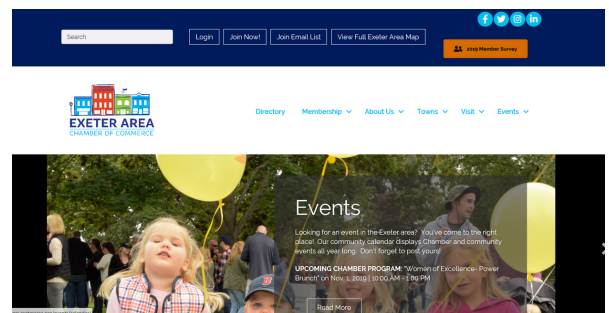 Search
Login
Join Now!
Join Email List
View Full Exeter Area Map
2019 Member Survey
EXETER AREA
CHAMBER OF COMMERCE
Directory
Membership
About Us
Towns
Visit
Events
Events
Looking for an event in the Exeter area? You've come to the right
place! Our community calendar displays Chamber and community
events all year long. Don't forget to post yours!
UPCOMING CHAMBER PROGRAM: "Women of Excellence- Power
Brunch" on Nov. 1, 2019 | 10:00 AM - 1:00 PM
Read More